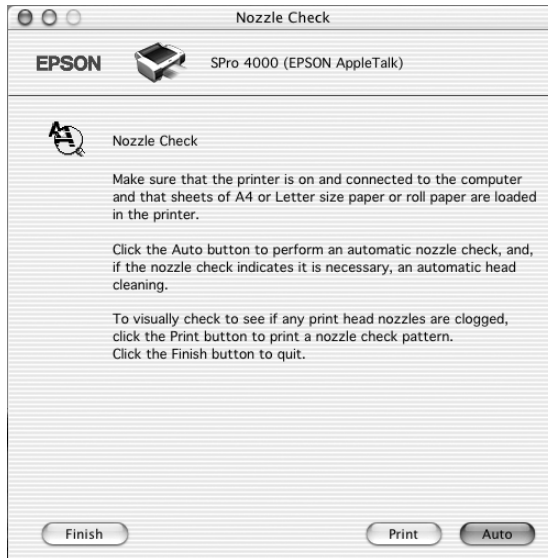 Nozzle Check
EPSON
SPro 4000 (EPSON AppleTalk)
Nozzle Check
Make sure that the printer is on and connected to the computer
and that sheets of A4 or Letter size paper or roll paper are loaded
in the printer.
Click the Auto button to perform an automatic nozzle check, and,
if the nozzle check indicates it is necessary, an automatic head
cleaning.
To visually check to see if any print head nozzles are clogged,
click the Print button to print a nozzle check pattern.
Click the Finish button to quit.
Finish
Print
Auto